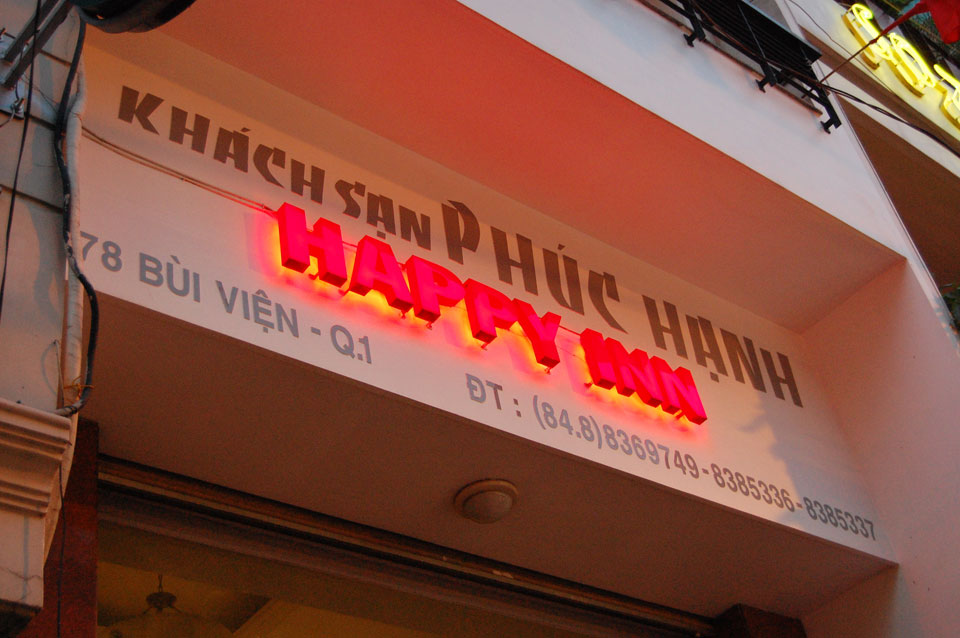 KHÁCH SẠN PHÚC HẠNH
HAPPY INN
78 BÙI VIỆN - Q.1
ĐT : (84.8)8369749-8385336-8385337